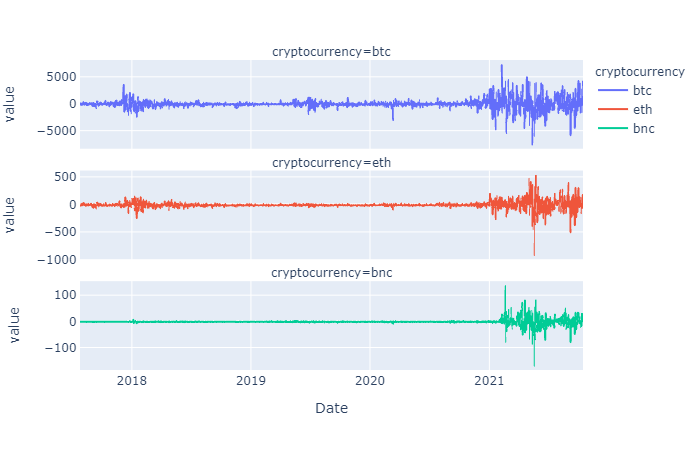 cryptocurrency=btc
value
5000
0
−5000
cryptocurrency
btc
eth
bnc
cryptocurrency=eth
value
500
0
−500
−1000
cryptocurrency=bnc
value
100
0
−100
2018 2019 2020 2021
Date